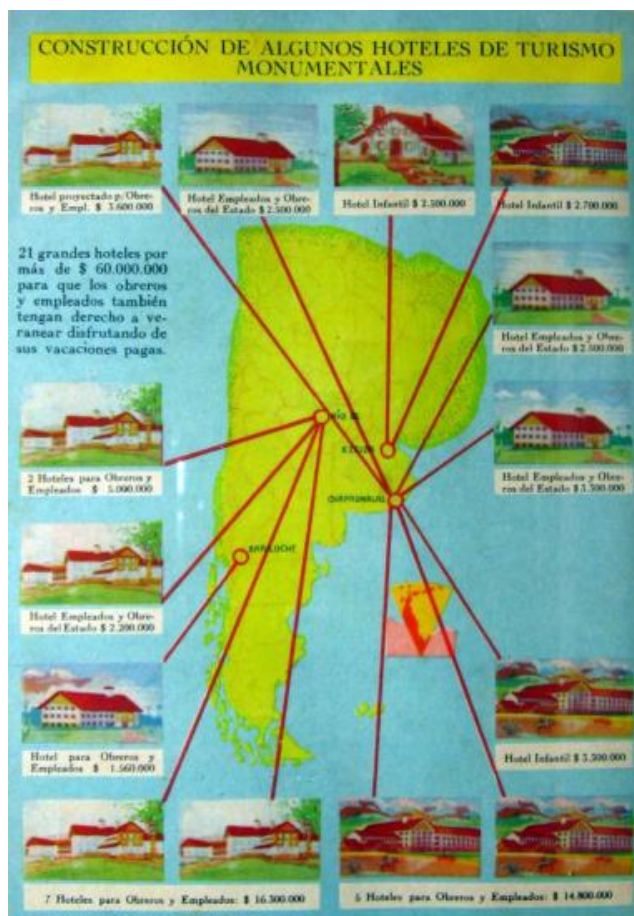 CONSTRUCCIÓN DE ALGUNOS HOTELES DE TURISMO
MONUMENTALES
Hotel proyectado p/Obre-
ros y Empl. $ 3.600.000
Hotel Empleados y Obre-
ros del Estado $ 2.500.000
Hotel Infantil $ 2.500.000
Hotel Infantil $ 2.700.000
21 grandes hoteles por
más de $ 60.000.000
para que los obreros
y empleados también
tengan derecho a ve-
ranear disfrutando de
sus vacaciones pagas.
Hotel Empleados y Obre-
ros del Estado $ 2.500.000
2 Hoteles para Obreros y
Empleados $ 5.000.000
Hotel Empleados y Obre-
ros del Estado $ 3.500.000
EZEIZA
BARILOCHE
Hotel Empleados y Obre-
ros del Estado $ 2.200.000
Hotel para Obreros y
Empleados $ 1.560.000
Hotel Infantil $ 3.500.000
7 Hoteles para Obreros y Empleados: $ 16.500.000
5 Hoteles para Obreros y Empleados: $ 14.800.000